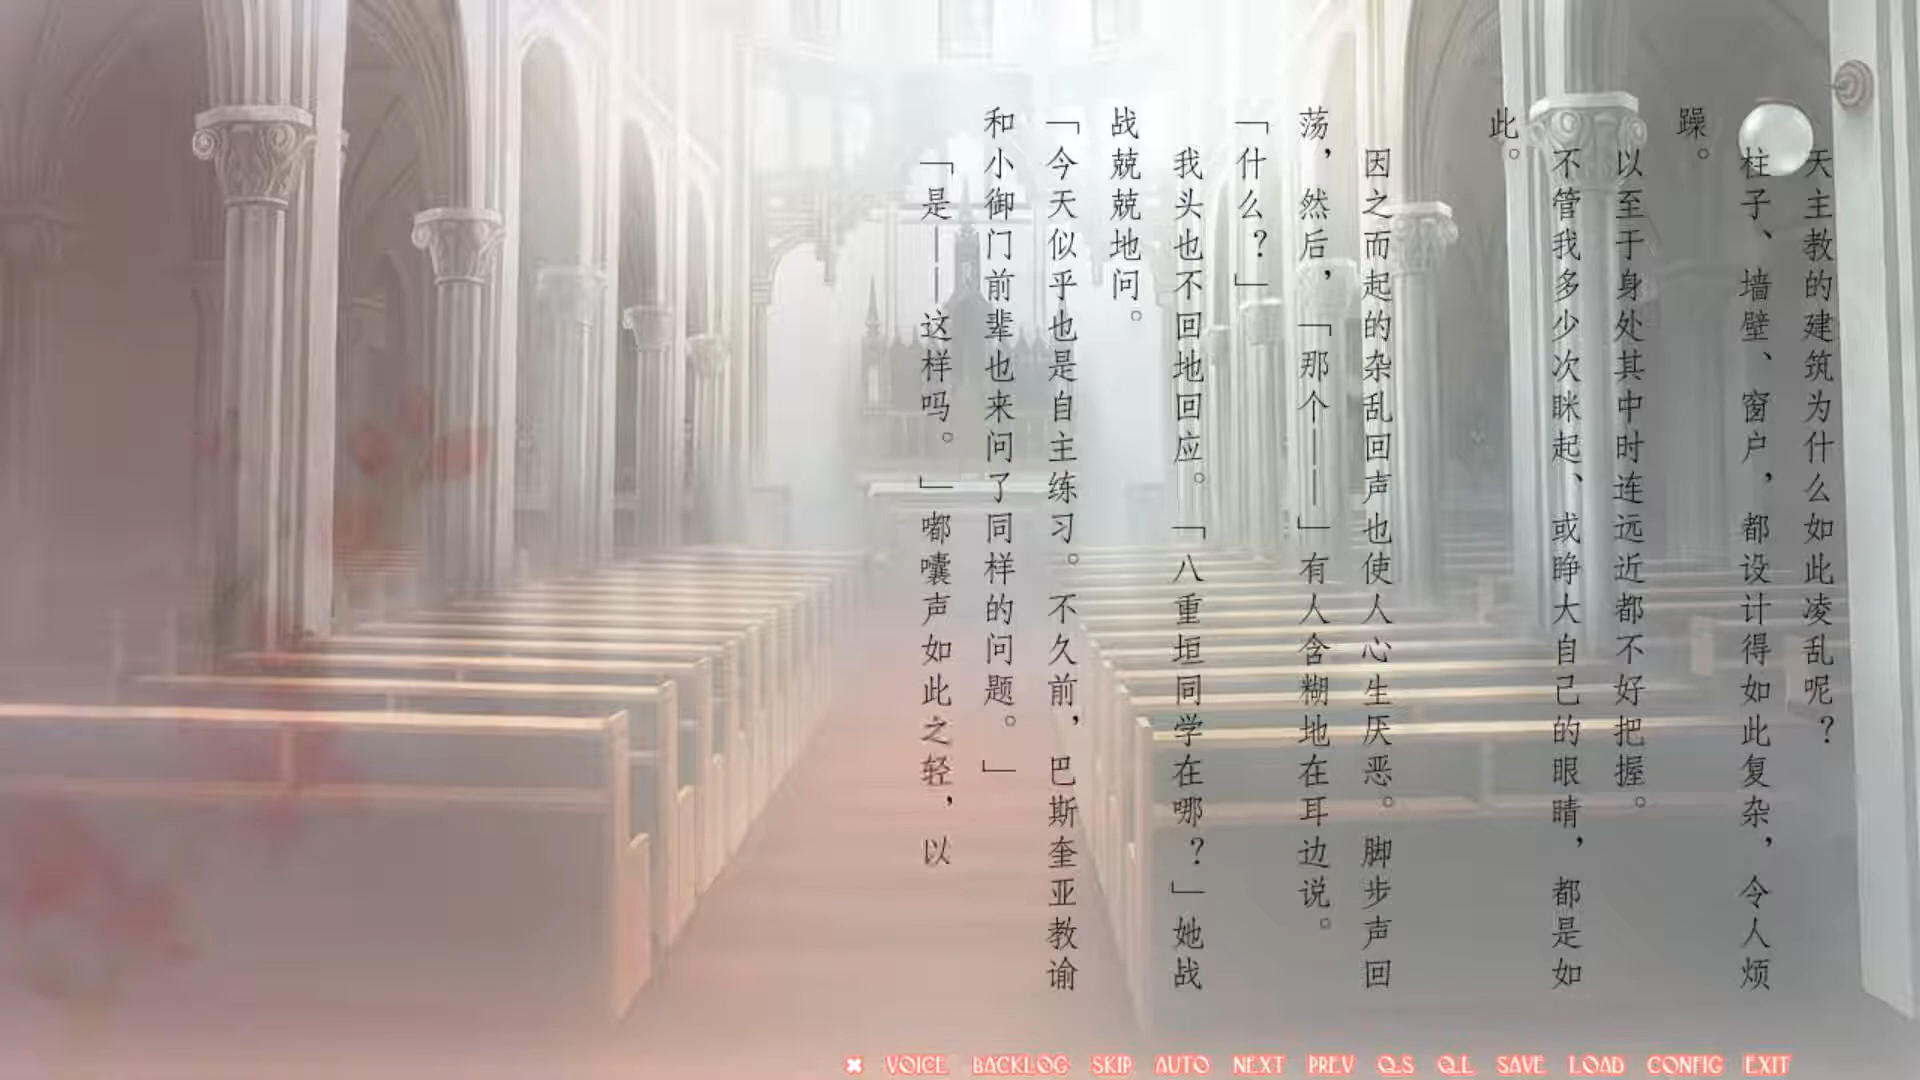 天主教的建筑为什么如此凌乱呢？
柱子、墙壁、窗户，都设计得如此复杂，令人烦
躁。
以至于身处其中时连远近都不好把握。
不管我多少次眯起、或睁大自己的眼睛，都是如
此。
因之而起的杂乱回声也使人心生厌恶。脚步声回
荡，然后，「那个——」有人含糊地在耳边说。
「什么？」
我头也不回地回应。「八重垣同学在哪？」她战
战兢兢地问。
「今天似乎也是自主练习。不久前，巴斯奎亚教谕
和小御门前辈也来问了同样的问题。」
「是——这样吗。」嘟囔声如此之轻，以
VOICE BACKLOG SKIP AUTO NEXT PREV Q.S Q.L SAVE LOAD CONFIG EXIT